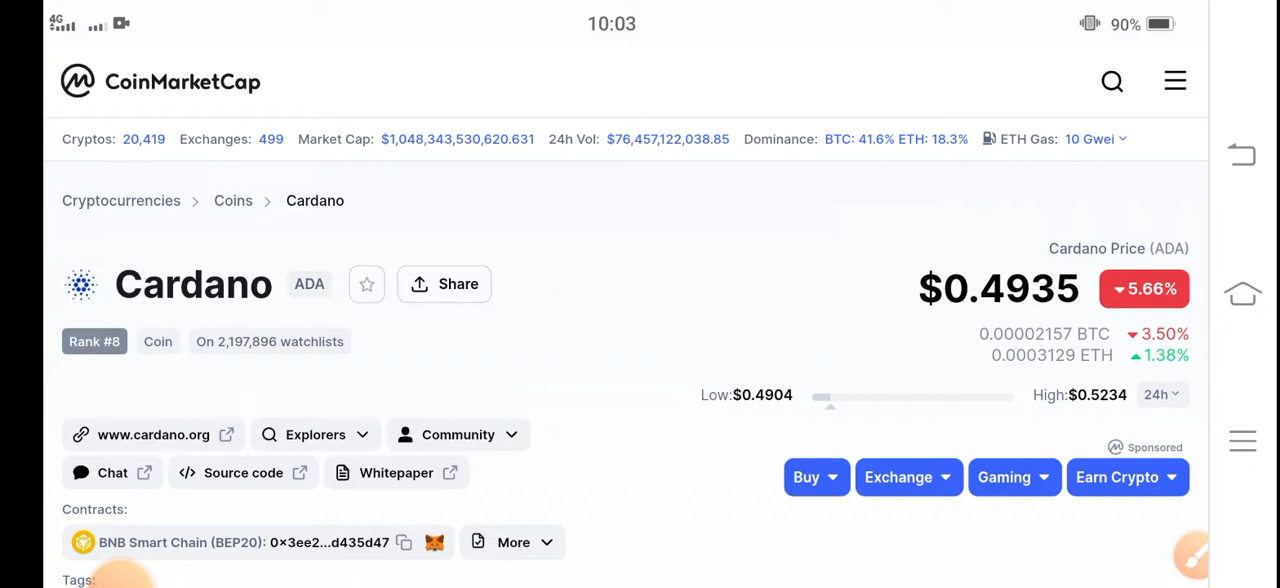 4G 10:03 90%
CoinMarketCap
Cryptos: 20,419 Exchanges: 499 Market Cap: $1,048,343,530,620.631 24h Vol: $76,457,122,038.85 Dominance: BTC: 41.6% ETH: 18.3% ETH Gas: 10 Gwei
Cryptocurrencies > Coins > Cardano
Cardano Price (ADA)
Cardano ADA Share $0.4935 5.66%
Rank #8 Coin On 2,197,896 watchlists
0.00002157 BTC 3.50%
0.0003129 ETH 1.38%
Low:$0.4904 High:$0.5234 24h
www.cardano.org Explorers Community
Sponsored
Chat Source code Whitepaper
Buy Exchange Gaming Earn Crypto
Contracts:
BNB Smart Chain (BEP20): 0x3ee2...d435d47 More
Tags: